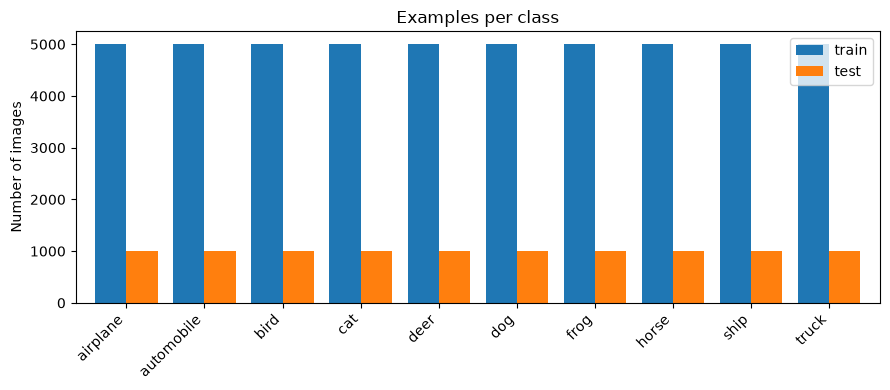 Examples per class
train
test
Number of images
5000
4000
3000
2000
1000
0
airplane
automobile
bird
cat
deer
dog
frog
horse
ship
truck